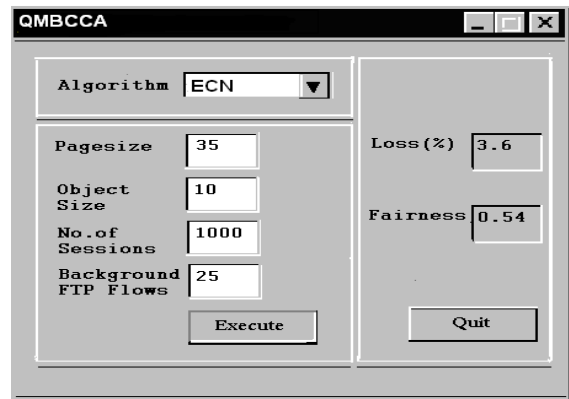 QMBCCA
Algorithm ECN
Pagesize 35
Object
Size
10
No.of
Sessions
1000
Background
FTP Flows
25
Execute
Loss(%) 3.6
Fairness 0.54
Quit